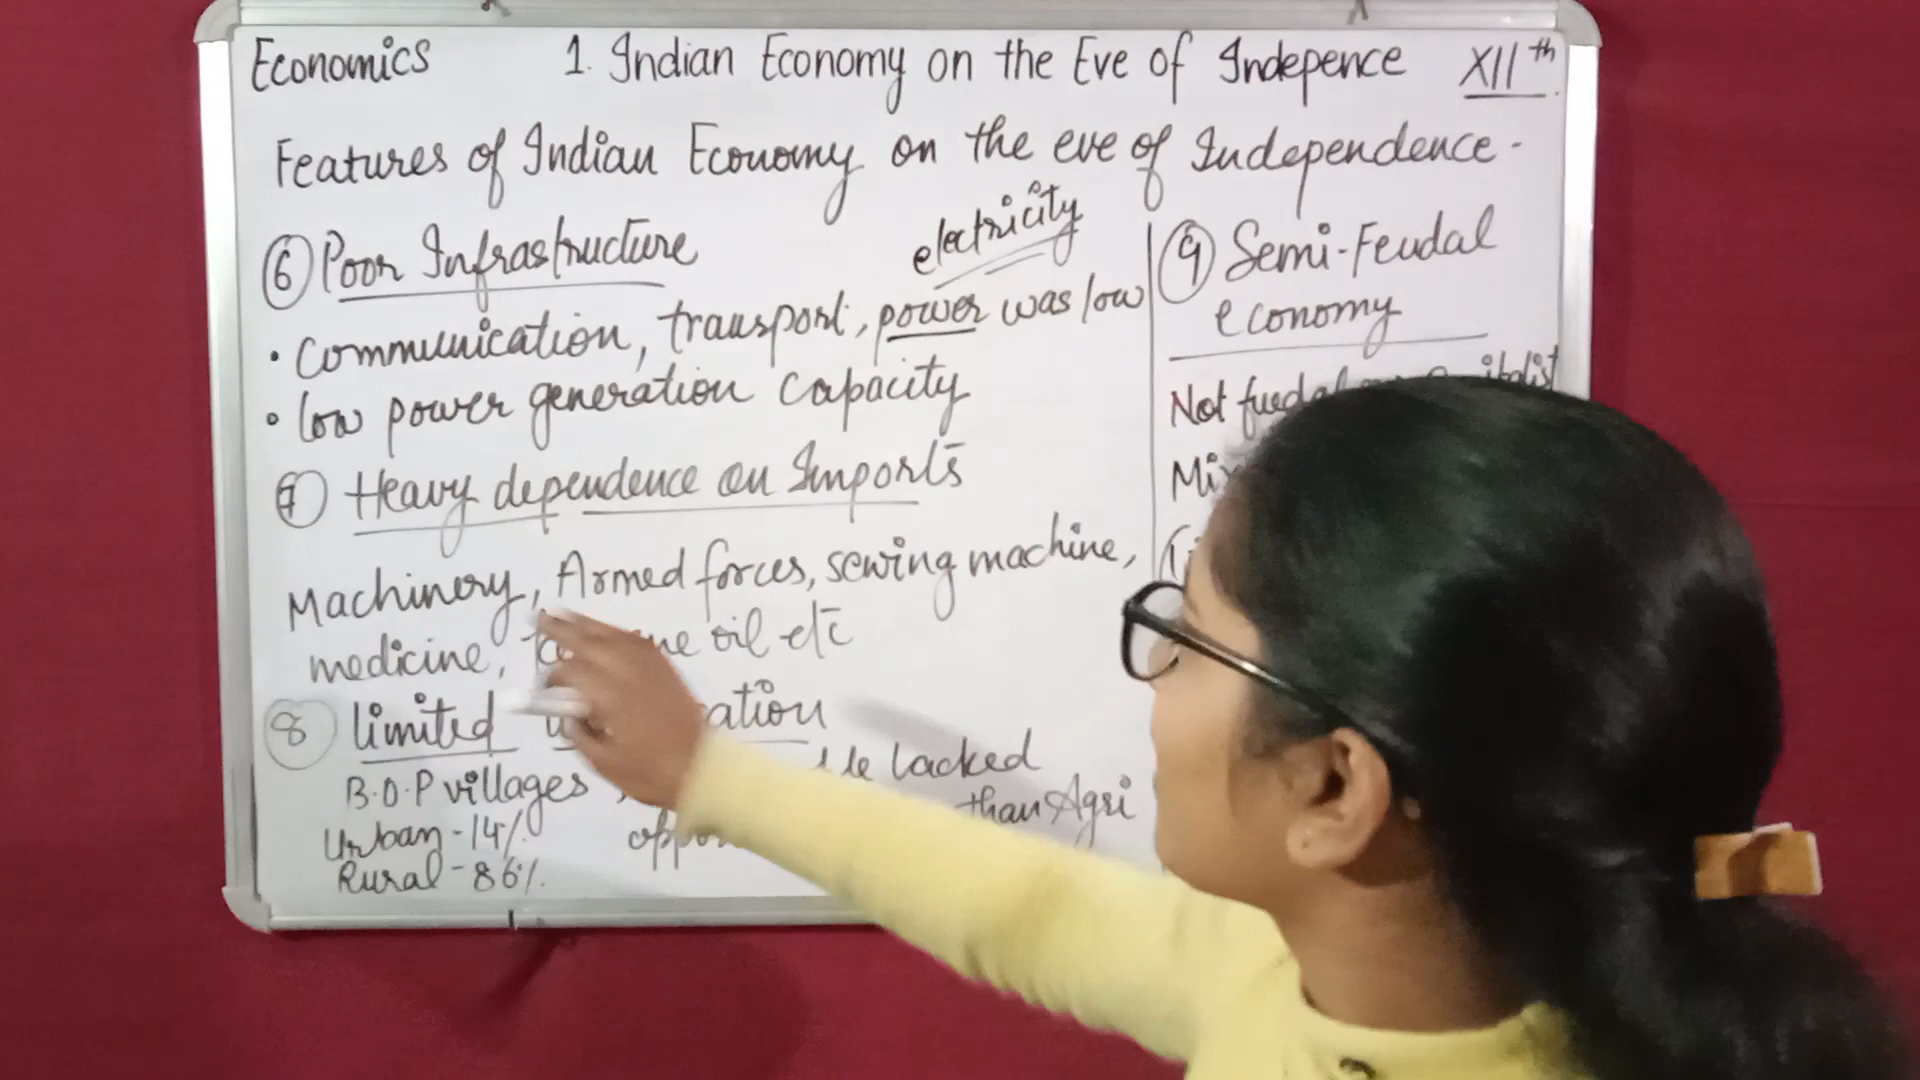 Economics 1. Indian Economy on the Eve of Indepence XIIth
Features of Indian Economy on the eve of Independence-
⑥ Poor Infrastructure
electricity
• Communication, transport, power was low
• low power generation capacity
⑦ Heavy dependence on Imports
Machinery, Armed forces, sewing machine,
medicine, oil etc
⑧ limited
B.O.P villages lacked
Urban - 14%. than Agri
Rural - 86%.
⑨ Semi-Feudal
economy
Not